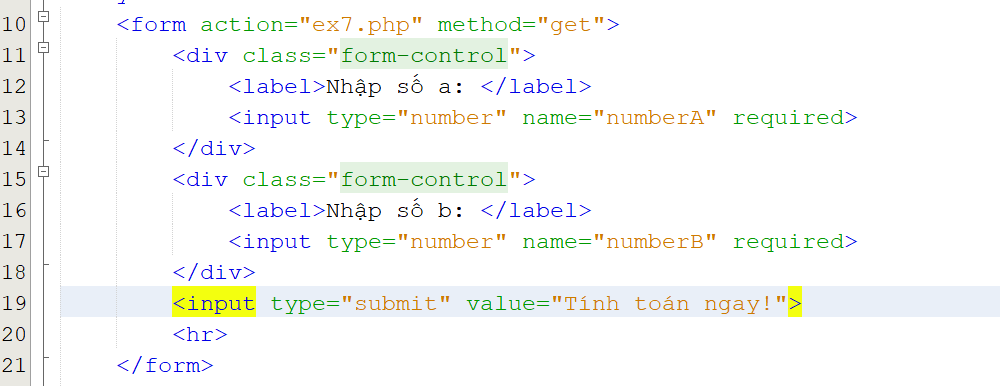 10 <form action="ex7.php" method="get">
11 <div class="form-control">
12 <label>Nhập số a: </label>
13 <input type="number" name="numberA" required>
14 </div>
15 <div class="form-control">
16 <label>Nhập số b: </label>
17 <input type="number" name="numberB" required>
18 </div>
19 <input type="submit" value="Tính toán ngay!">
20 <hr>
21 </form>